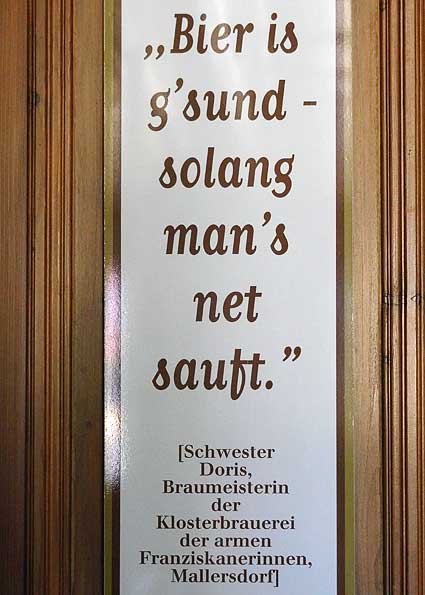 „Bier is
g’sund -
solang
man’s
net
sauft.”
[Schwester
Doris,
Braumeisterin
der
Klosterbrauerei
der armen
Franziskanerinnen,
Mallersdorf]